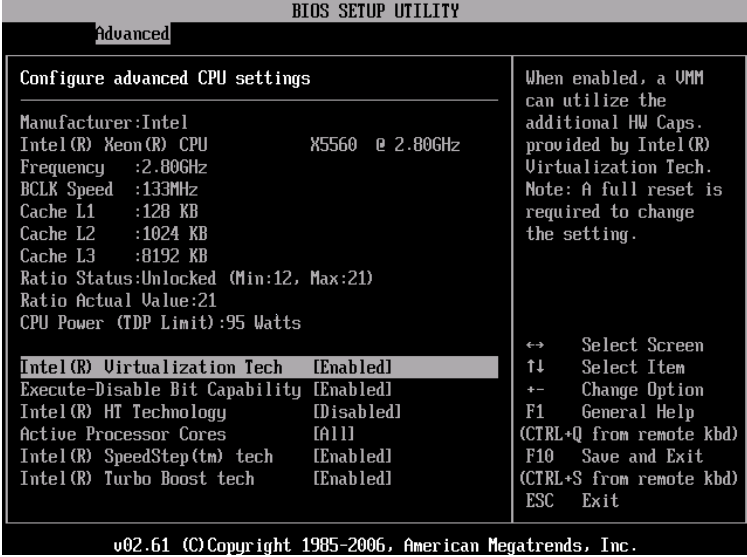 BIOS SETUP UTILITY
Advanced
Configure advanced CPU settings
Manufacturer:Intel
Intel(R) Xeon(R) CPU X5560 @ 2.80GHz
Frequency :2.80GHz
BCLK Speed :133MHz
Cache L1 :128 KB
Cache L2 :1024 KB
Cache L3 :8192 KB
Ratio Status:Unlocked (Min:12, Max:21)
Ratio Actual Value:21
CPU Power (TDP Limit):95 Watts
Intel(R) Virtualization Tech [Enabled]
Execute-Disable Bit Capability [Enabled]
Intel(R) HT Technology [Disabled]
Active Processor Cores [All]
Intel(R) SpeedStep(tm) tech [Enabled]
Intel(R) Turbo Boost tech [Enabled]
When enabled, a VMM
can utilize the
additional HW Caps.
provided by Intel(R)
Virtualization Tech.
Note: A full reset is
required to change
the setting.
↔ Select Screen
↑↓ Select Item
+- Change Option
F1 General Help
(CTRL+Q from remote kbd)
F10 Save and Exit
(CTRL+S from remote kbd)
ESC Exit
v02.61 (C)Copyright 1985-2006, American Megatrends, Inc.